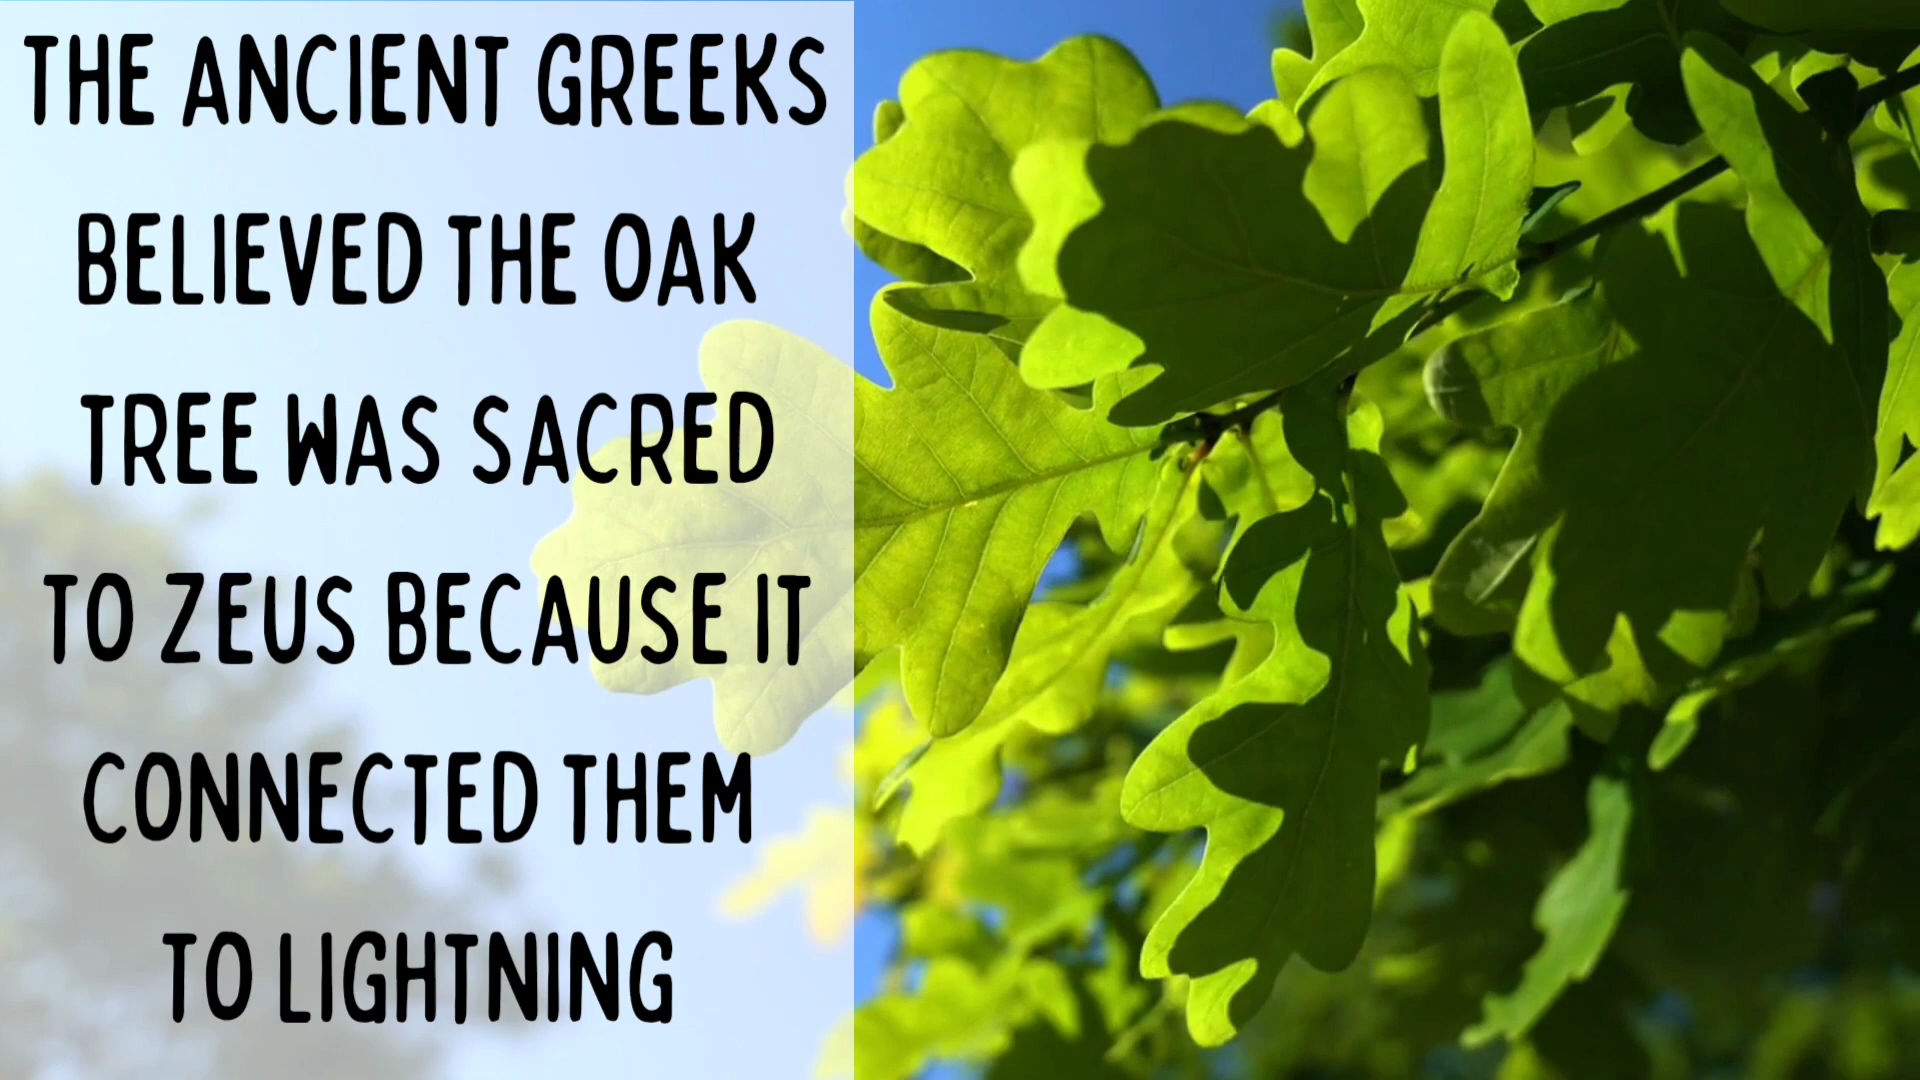 THE ANCIENT GREEKS
BELIEVED THE OAK
TREE WAS SACRED
TO ZEUS BECAUSE IT
CONNECTED THEM
TO LIGHTNING